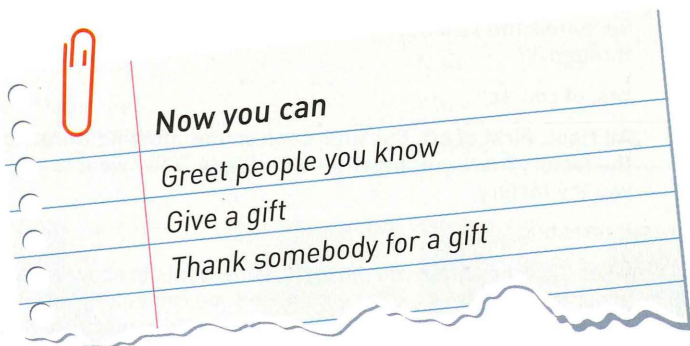 Now you can
Greet people you know
Give a gift
Thank somebody for a gift